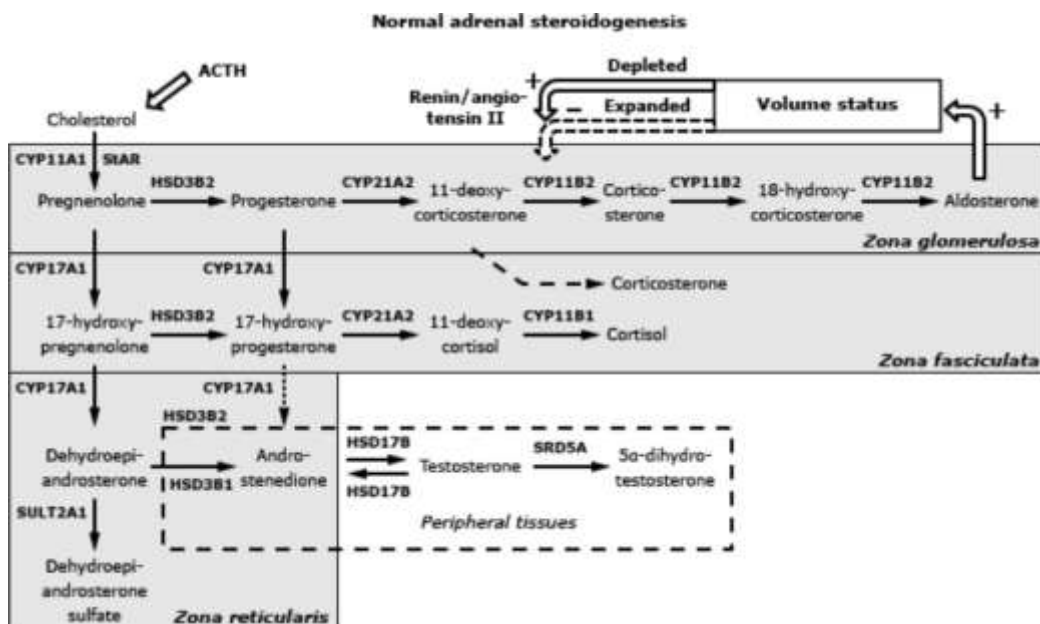 Normal adrenal steroidogenesis
ACTH
Depleted
+
Renin/angio-
tensin II
–
Expanded
Volume status
+
Cholesterol
CYP11A1
StAR
Pregnenolone
HSD3B2
Progesterone
CYP21A2
11-deoxy-
corticosterone
CYP11B2
Cortico-
sterone
CYP11B2
18-hydroxy-
corticosterone
CYP11B2
Aldosterone
Zona glomerulosa
CYP17A1
CYP17A1
Corticosterone
17-hydroxy-
pregnenolone
HSD3B2
17-hydroxy-
progesterone
CYP21A2
11-deoxy-
cortisol
CYP11B1
Cortisol
Zona fasciculata
CYP17A1
CYP17A1
HSD3B2
Dehydroepi-
androsterone
HSD3B1
Andro-
stenedione
HSD17B
HSD17B
Testosterone
SRD5A
5α-dihydro-
testosterone
SULT2A1
Peripheral tissues
Dehydroepi-
androsterone
sulfate
Zona reticularis